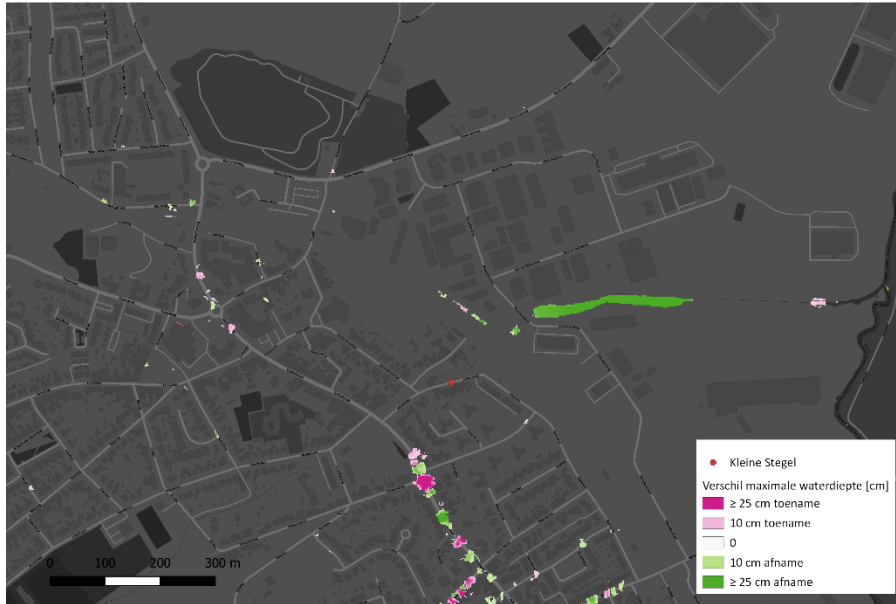 Kleine Stegel
Verschil maximale waterdiepte [cm]
≥ 25 cm toename
10 cm toename
0
10 cm afname
≥ 25 cm afname
0 100 200 300 m